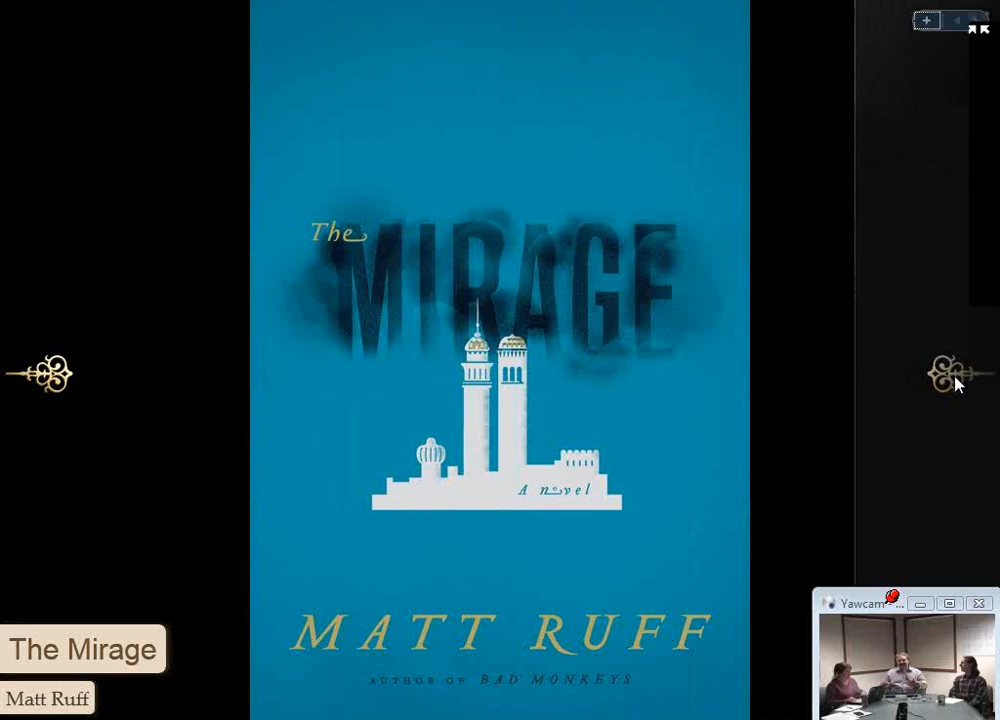 The
MIRAGE
A novel
MATT RUFF
AUTHOR OF BAD MONKEYS
The Mirage
Matt Ruff
Yawcam - ...